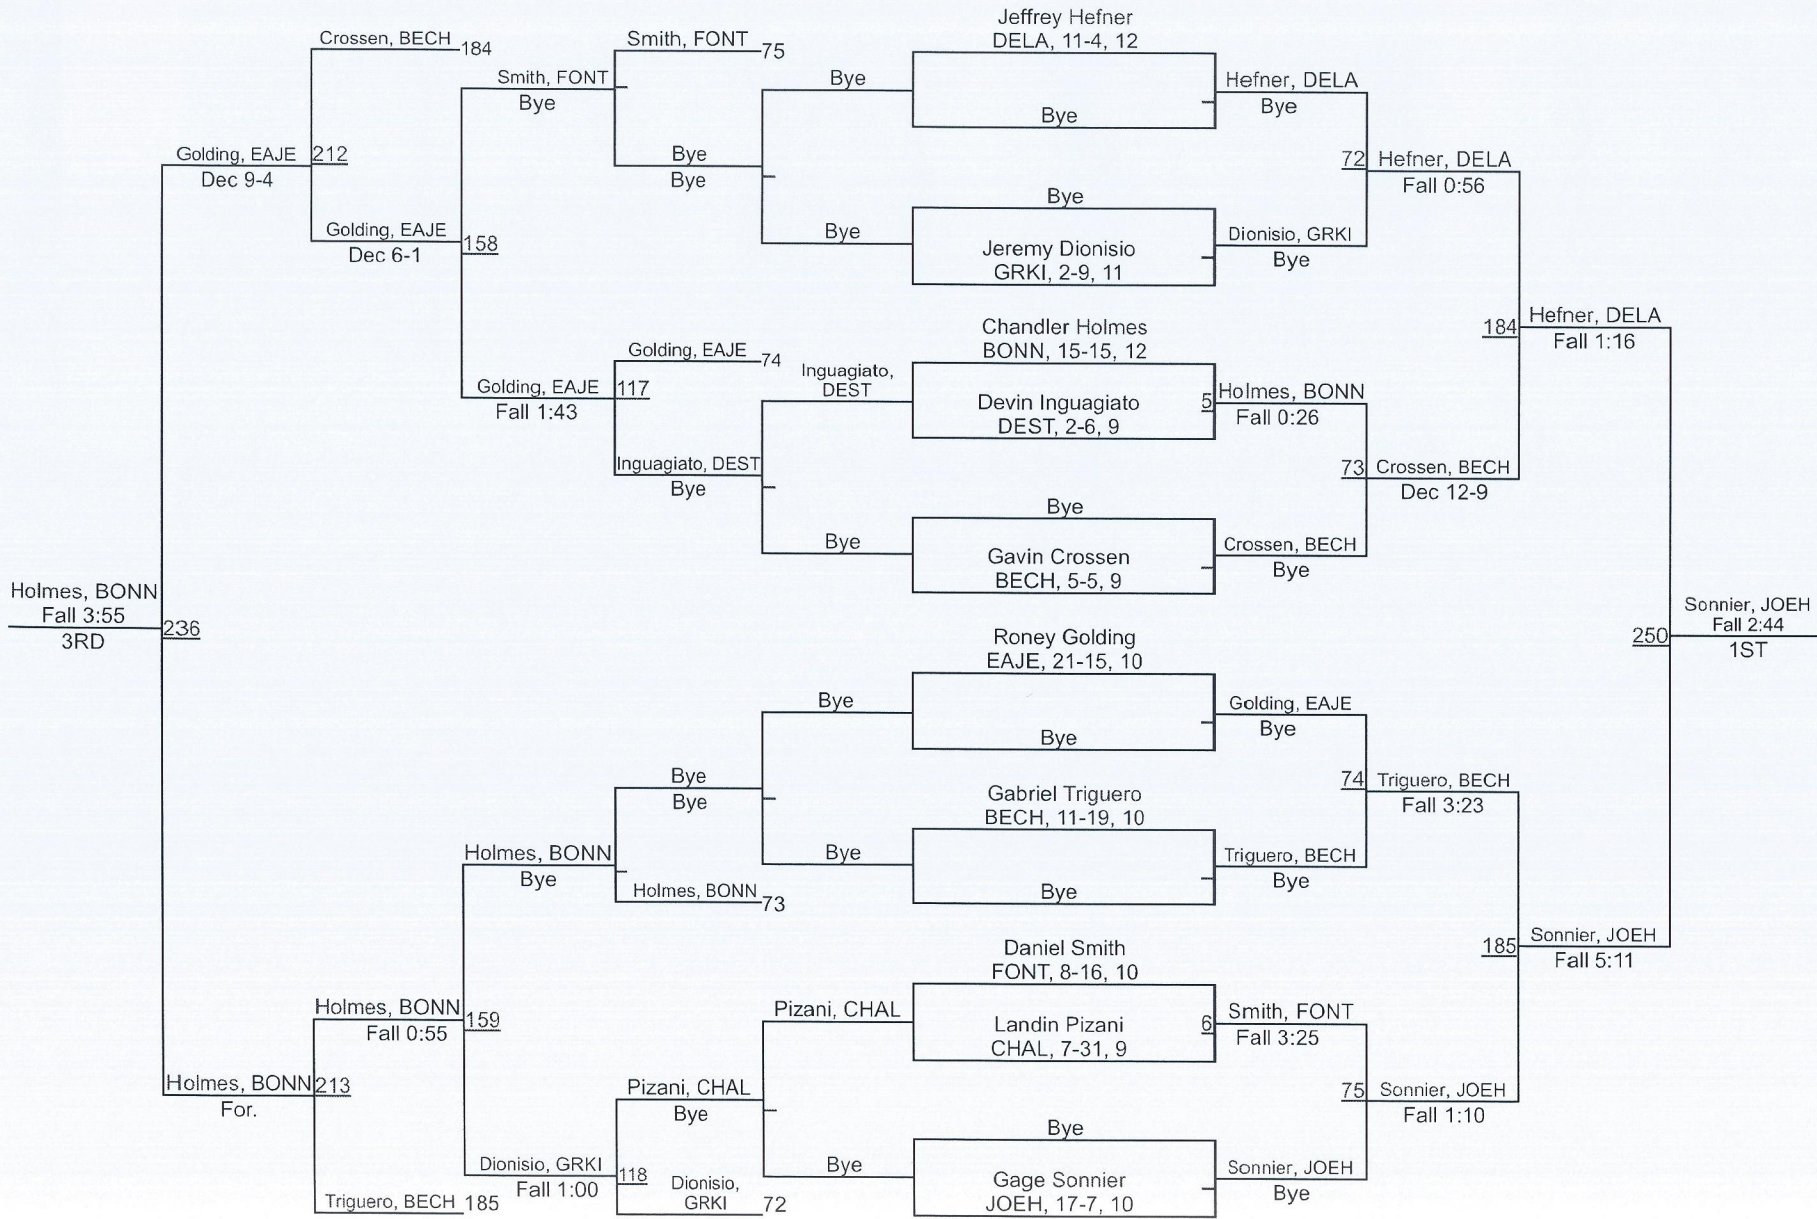 Jeffrey Hefner
DELA, 11-4, 12
Crossen, BECH 184
Smith, FONT 75
Smith, FONT
Bye
Bye
Bye
Hefner, DELA
Bye
Golding, EAJE 212
Dec 9-4
Bye
Bye
72 Hefner, DELA
Fall 0:56
Golding, EAJE 158
Dec 6-1
Bye
Bye
Jeremy Dionisio
GRKI, 2-9, 11
Dionisio, GRKI
Bye
184 Hefner, DELA
Fall 1:16
Chandler Holmes
BONN, 15-15, 12
Golding, EAJE 74
Golding, EAJE 117
Fall 1:43
Inguagiato,
DEST
Devin Inguagiato
DEST, 2-6, 9
5 Holmes, BONN
Fall 0:26
Inguagiato, DEST
Bye
73 Crossen, BECH
Dec 12-9
Bye
Bye
Gavin Crossen
BECH, 5-5, 9
Crossen, BECH
Bye
Holmes, BONN
Fall 3:55
3RD
236
Sonnier, JOEH
Fall 2:44
1ST
250
Roney Golding
EAJE, 21-15, 10
Bye
Bye
Golding, EAJE
Bye
Bye
Bye
74 Triguero, BECH
Fall 3:23
Gabriel Triguero
BECH, 11-19, 10
Bye
Bye
Triguero, BECH
Bye
Holmes, BONN
Bye
Holmes, BONN 73
185 Sonnier, JOEH
Fall 5:11
Daniel Smith
FONT, 8-16, 10
Holmes, BONN 159
Fall 0:55
Pizani, CHAL
Landin Pizani
CHAL, 7-31, 9
6 Smith, FONT
Fall 3:25
Holmes, BONN 213
For.
Pizani, CHAL
Bye
75 Sonnier, JOEH
Fall 1:10
Bye
Bye
Gage Sonnier
JOEH, 17-7, 10
Sonnier, JOEH
Bye
Dionisio, GRKI 118
Fall 1:00
Dionisio,
GRKI 72
Triguero, BECH 185